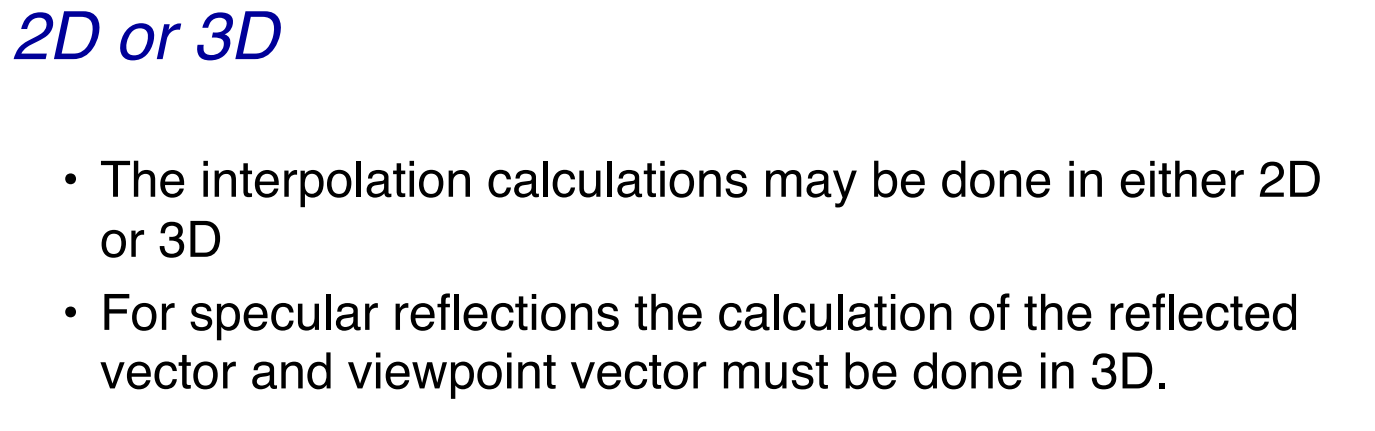 2D or 3D
• The interpolation calculations may be done in either 2D
or 3D
• For specular reflections the calculation of the reflected
vector and viewpoint vector must be done in 3D.